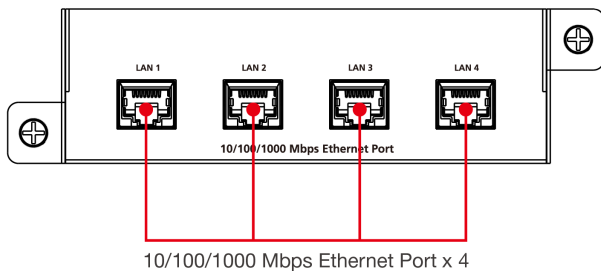 LAN 1 LAN 2 LAN 3 LAN 4
10/100/1000 Mbps Ethernet Port
10/100/1000 Mbps Ethernet Port x 4